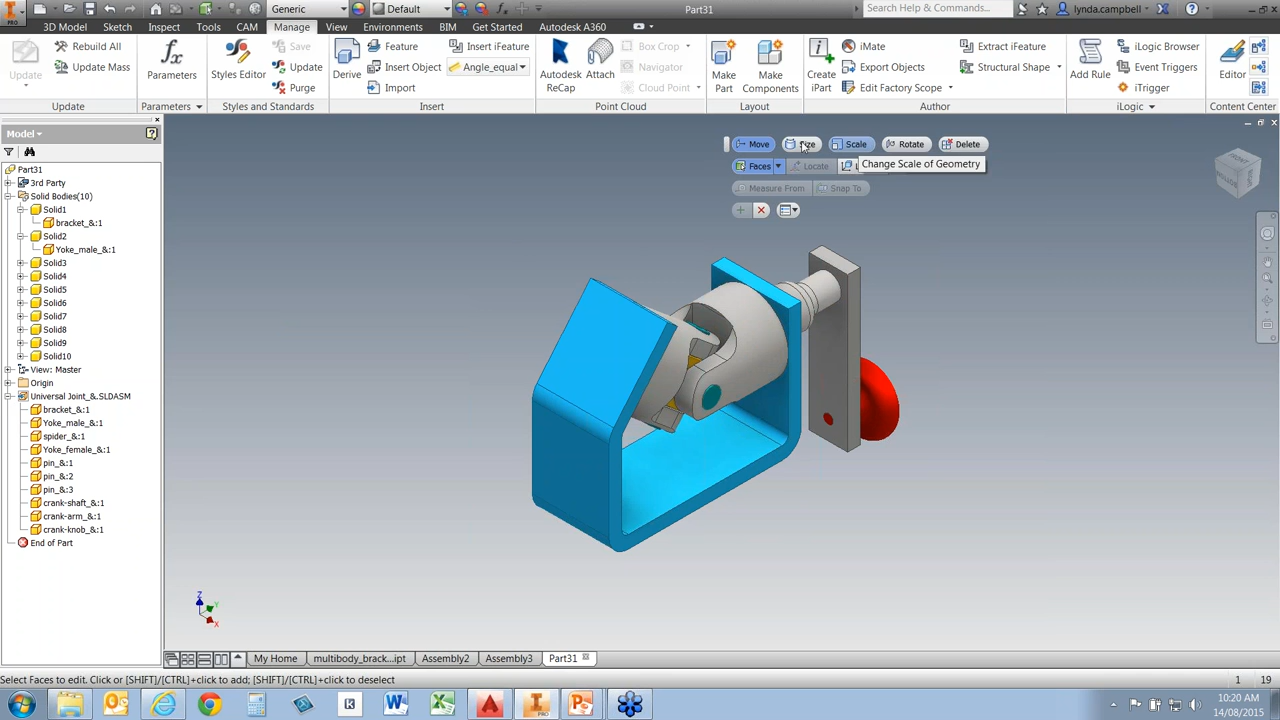 PRO
Generic
Default
Part31
Search Help & Commands...
lynda.campbell
3D Model
Sketch
Inspect
Tools
CAM
Manage
View
Environments
BIM
Get Started
Autodesk A360
Update
Rebuild All
Update Mass
Update
Parameters
Parameters
Styles Editor
Save
Update
Purge
Styles and Standards
Derive
Feature
Insert Object
Import
Insert iFeature
Angle_equal
Insert
Autodesk ReCap
Attach
Box Crop
Navigator
Cloud Point
Point Cloud
Make Part
Make Components
Layout
Create iPart
iMate
Export Objects
Edit Factory Scope
Extract iFeature
Structural Shape
Author
Add Rule
iLogic Browser
Event Triggers
iTrigger
iLogic
Editor
Content Center
Model
Part31
3rd Party
Solid Bodies(10)
Solid1
bracket_&:1
Solid2
Yoke_male_&:1
Solid3
Solid4
Solid5
Solid6
Solid7
Solid8
Solid9
Solid10
View: Master
Origin
Universal Joint_&.SLDASM
bracket_&:1
Yoke_male_&:1
spider_&:1
Yoke_female_&:1
pin_&:1
pin_&:2
pin_&:3
crank-shaft_&:1
crank-arm_&:1
crank-knob_&:1
End of Part
Move
Size
Scale
Rotate
Delete
Faces
Locate
Change Scale of Geometry
Measure From
Snap To
Z
Y
X
My Home
multibody_brack...ipt
Assembly2
Assembly3
Part31
Select Faces to edit. Click or [SHIFT]/[CTRL]+click to add; [SHIFT]/[CTRL]+click to deselect
1
19
10:20 AM
14/08/2015